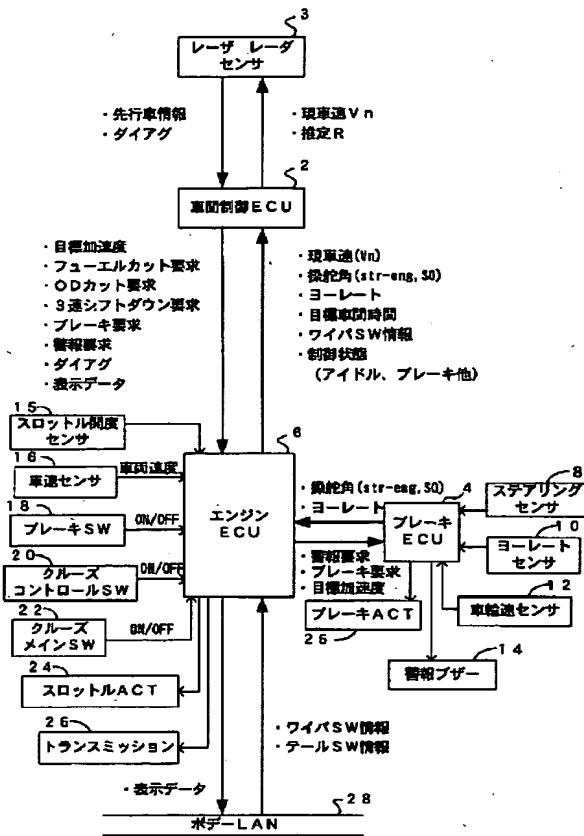 3
レーザ レーダ
センサ
・先行車情報
・ダイアグ
・現車速Vn
・推定R
2
車間制御ECU
・目標加速度
・フューエルカット要求
・ODカット要求
・3速シフトダウン要求
・ブレーキ要求
・警報要求
・ダイアグ
・表示データ
・現車速(Vn)
・操舵角(str-eng, S0)
・ヨーレート
・目標車間時間
・ワイパSW情報
・制御状態
(アイドル、ブレーキ他)
15
スロットル開度
センサ
16
車速センサ
車両速度
18
ブレーキSW
ON/OFF
20
クルーズ
コントロールSW
ON/OFF
22
クルーズ
メインSW
ON/OFF
24
スロットルACT
26
トランスミッション
6
エンジン
ECU
・操舵角(str-eng, S0)
・ヨーレート
・警報要求
・ブレーキ要求
・目標加速度
4
ブレーキ
ECU
8
ステアリング
センサ
10
ヨーレートセンサ
12
車輪速センサ
ブレーキACT
25
14
警報ブザー
・ワイパSW情報
・テールSW情報
・表示データ
28
ボデーLAN